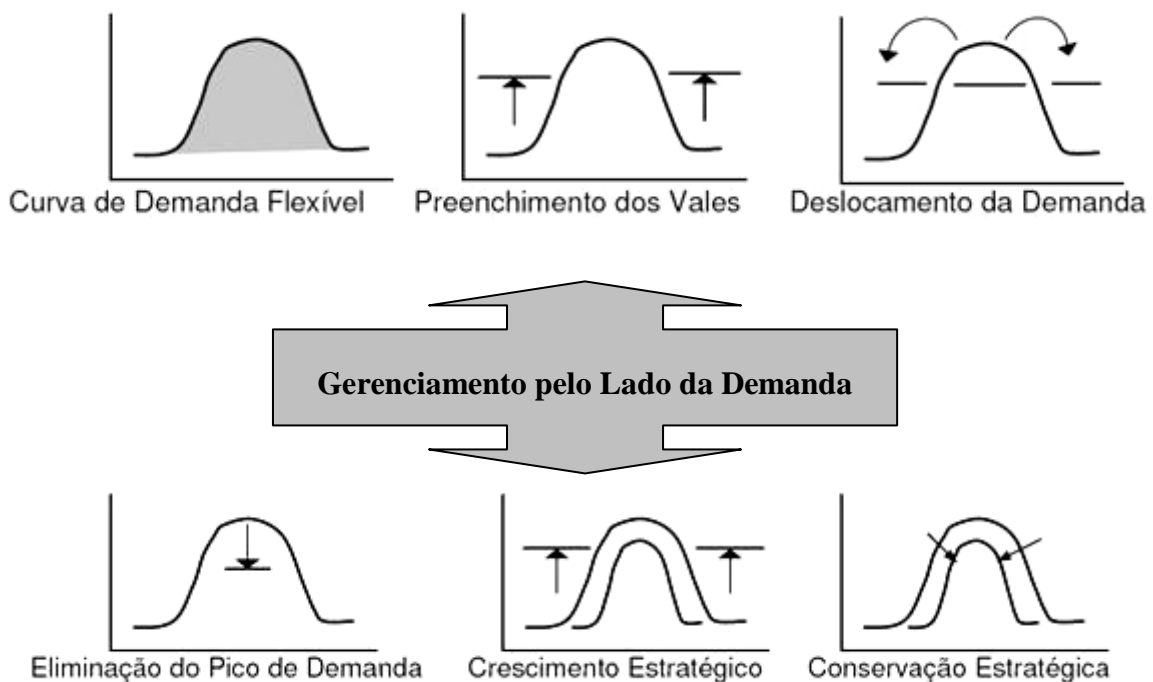 Curva de Demanda Flexível
Preenchimento dos Vales
Deslocamento da Demanda
Gerenciamento pelo Lado da Demanda
Eliminação do Pico de Demanda
Crescimento Estratégico
Conservação Estratégica